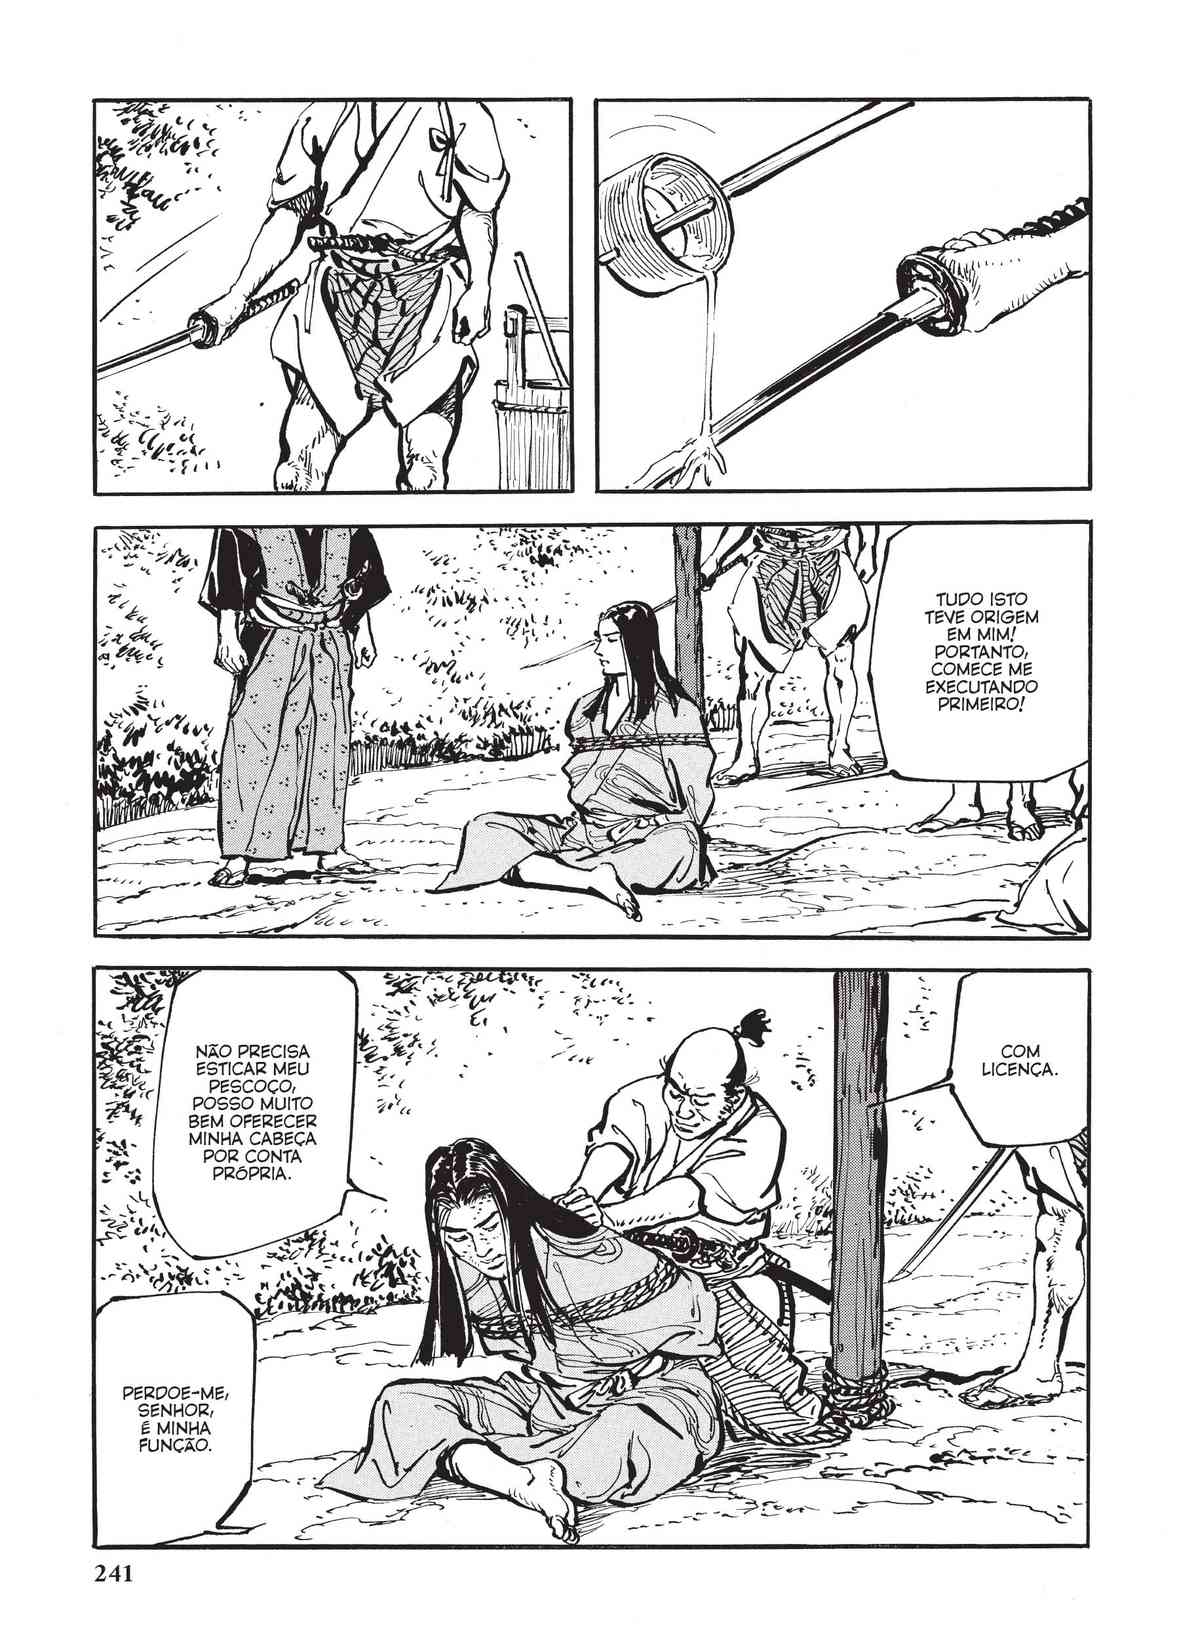 TUDO ISTO
TEVE ORIGEM
EM MIM!
PORTANTO,
COMECE ME
EXECUTANDO
PRIMEIRO!
COM
LICENÇA.
NÃO PRECISA
ESTICAR MEU
PESCOÇO,
POSSO MUITO
BEM OFERECER
MINHA CABEÇA
POR CONTA
PRÓPRIA.
PERDOE-ME,
SENHOR,
É MINHA
FUNÇÃO.
241